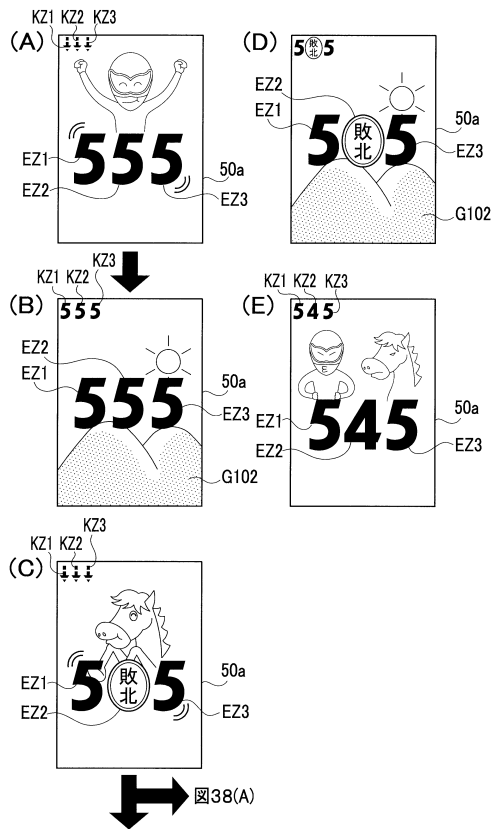 (A)
KZ1 KZ2 KZ3
555
EZ1
EZ2
EZ3
50a
(B)
KZ1 KZ2 KZ3
555
EZ2
EZ1
555
50a
EZ3
G102
(C)
KZ1 KZ2 KZ3
EZ1
5敗北5
50a
EZ2
EZ3
図38(A)
(D)
5敗北5
EZ2
EZ1
5敗北5
50a
EZ3
G102
(E)
KZ1 KZ2 KZ3
545
E
EZ1
545
50a
EZ2
EZ3